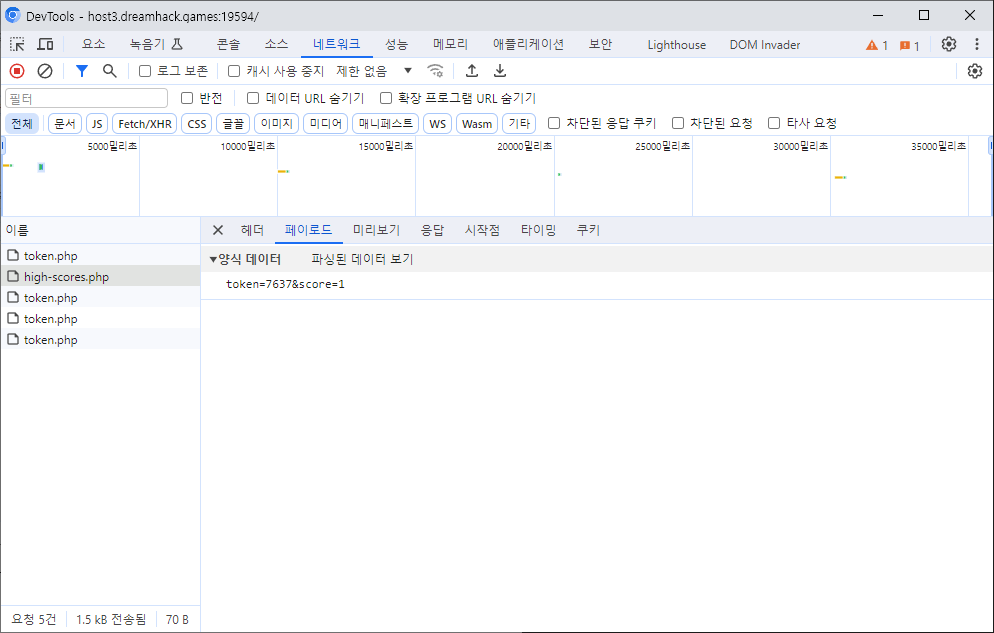 DevTools - host3.dreamhack.games:19594/
요소 녹음기 콘솔 소스 네트워크 성능 메모리 애플리케이션 보안 Lighthouse DOM Invader 1 1
로그 보존 캐시 사용 중지 제한 없음
필터 반전 데이터 URL 숨기기 확장 프로그램 URL 숨기기
전체 문서 JS Fetch/XHR CSS 글꼴 이미지 미디어 매니페스트 WS Wasm 기타 차단된 응답 쿠키 차단된 요청 타사 요청
5000밀리초 10000밀리초 15000밀리초 20000밀리초 25000밀리초 30000밀리초 35000밀리초
이름 헤더 페이로드 미리보기 응답 시작점 타이밍 쿠키
token.php
high-scores.php
token.php
token.php
token.php
▼양식 데이터 파싱된 데이터 보기
token=7637&score=1
요청 5건 1.5 kB 전송됨 70 B